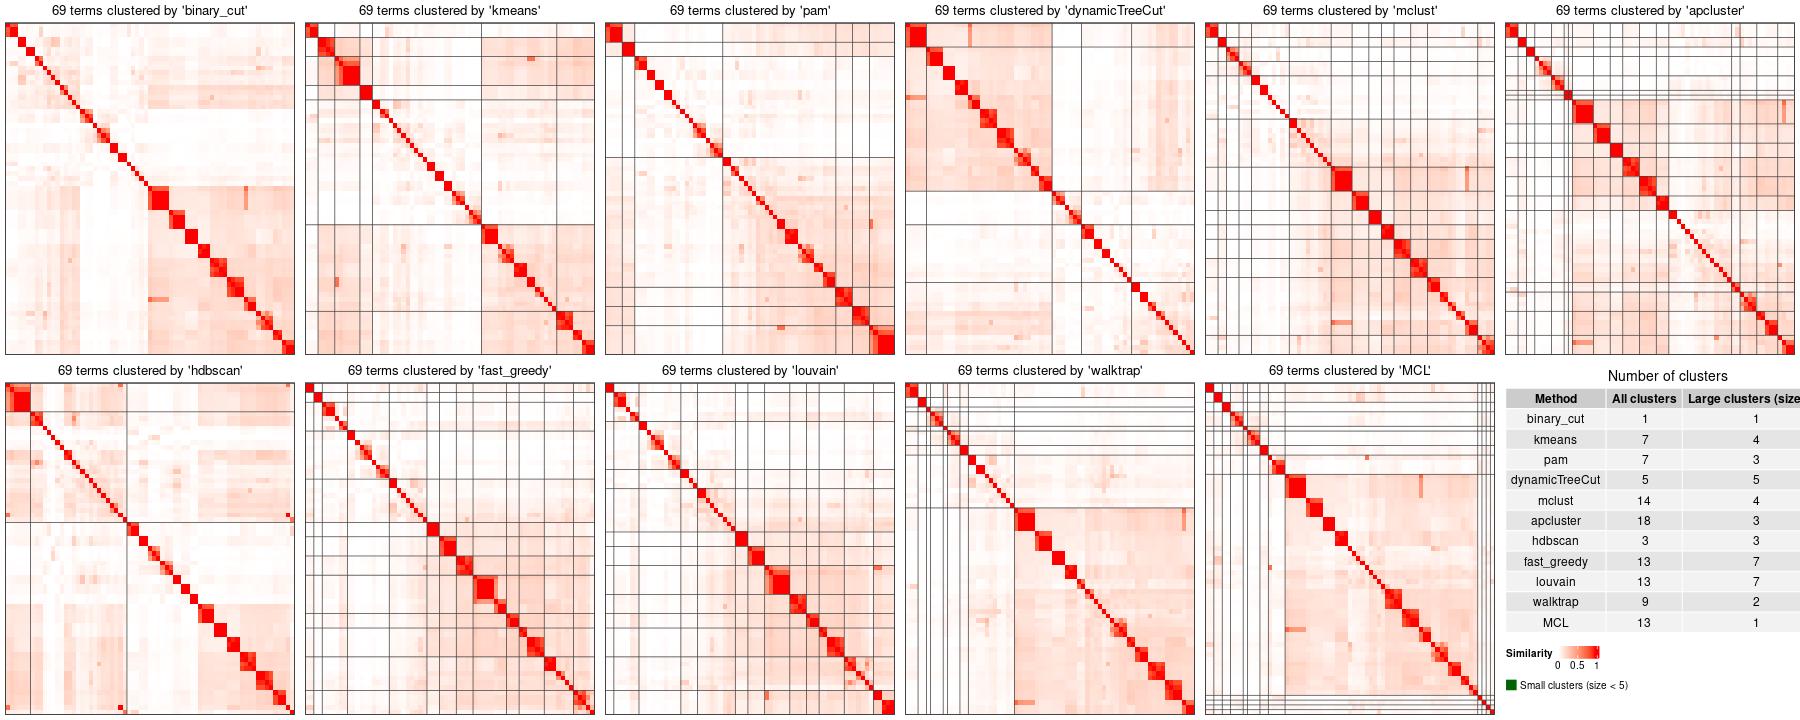 69 terms clustered by 'binary_cut'
69 terms clustered by 'kmeans'
69 terms clustered by 'pam'
69 terms clustered by 'dynamicTreeCut'
69 terms clustered by 'mclust'
69 terms clustered by 'apcluster'
69 terms clustered by 'hdbscan'
69 terms clustered by 'fast_greedy'
69 terms clustered by 'louvain'
69 terms clustered by 'walktrap'
69 terms clustered by 'MCL'
Number of clusters
Method All clusters Large clusters (size
binary_cut 1 1
kmeans 7 4
pam 7 3
dynamicTreeCut 5 5
mclust 14 4
apcluster 18 3
hdbscan 3 3
fast_greedy 13 7
louvain 13 7
walktrap 9 2
MCL 13 1
Similarity
0 0.5 1
Small clusters (size < 5)